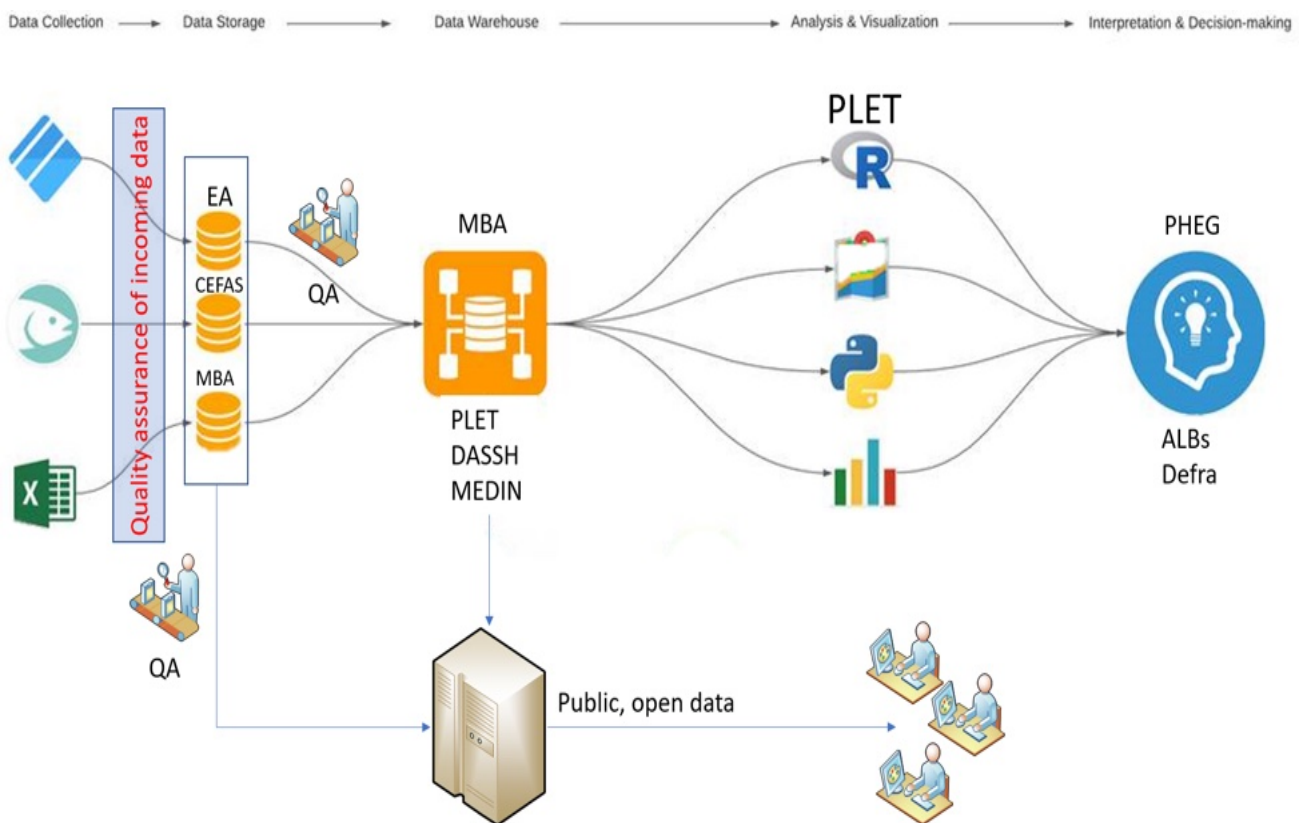 Data Collection
Data Storage
Data Warehouse
Analysis & Visualization
Interpretation & Decision-making
Quality assurance of incoming data
EA
CEFAS
MBA
QA
QA
MBA
PLET
DASSH
MEDIN
PLET
R
X
PHEG
ALBs
Defra
Public, open data